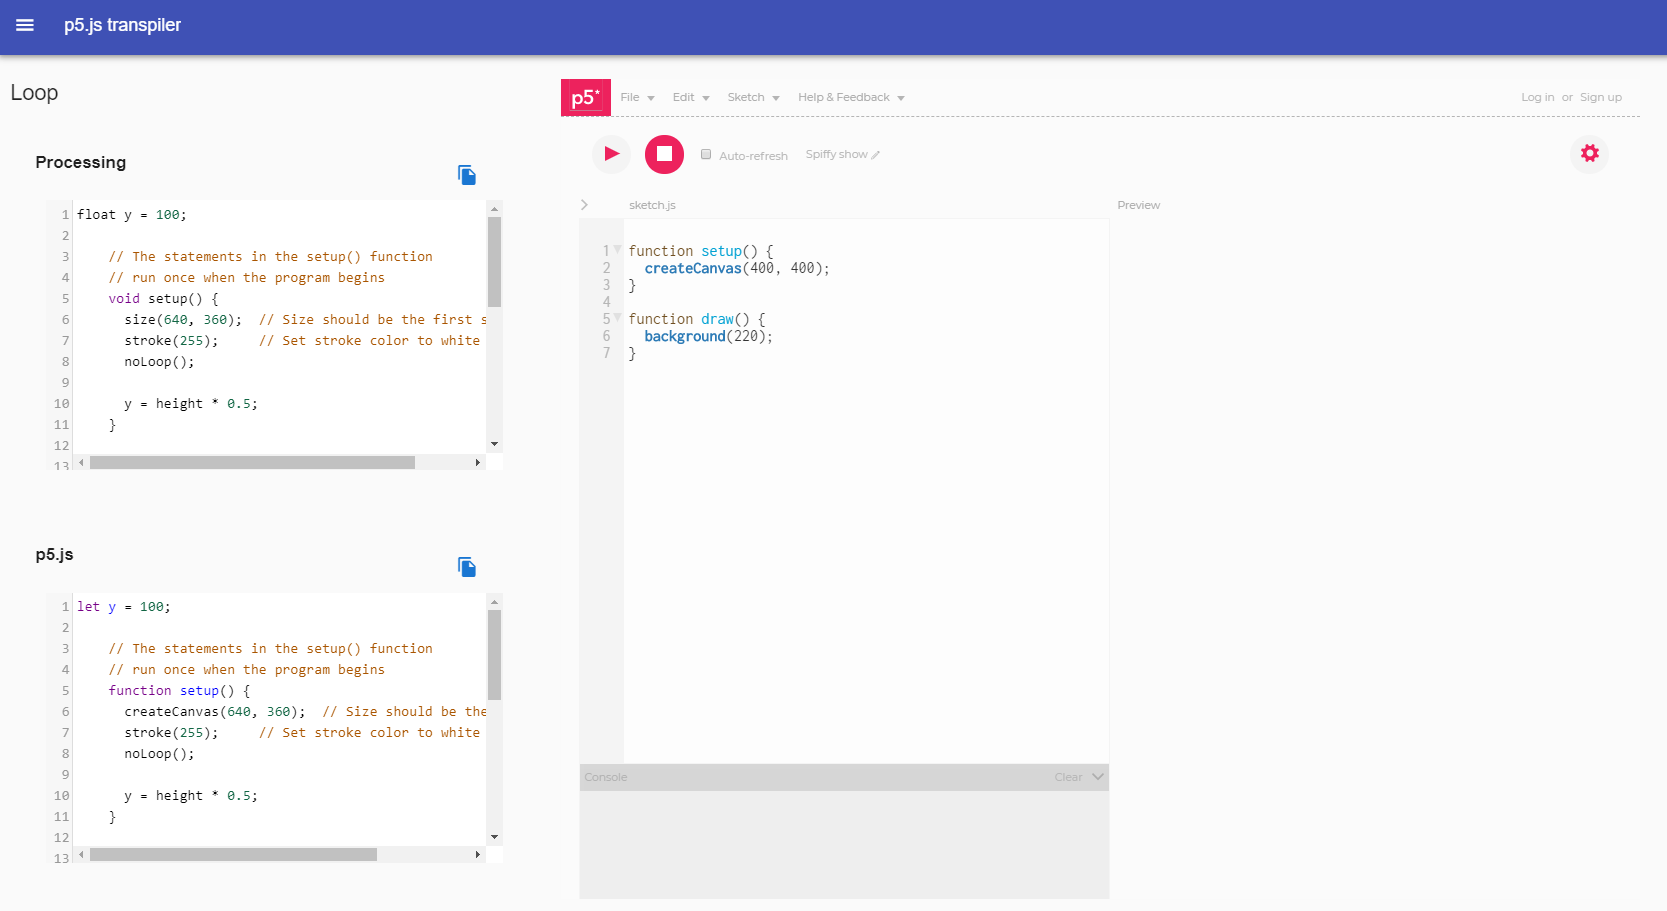 p5.js transpiler
Loop
Processing
1 float y = 100;
2
3     // The statements in the setup() function
4     // run once when the program begins
5     void setup() {
6       size(640, 360);  // Size should be the first s
7       stroke(255);     // Set stroke color to white
8       noLoop();
9
10      y = height * 0.5;
11    }
12
13
p5.js
1 let y = 100;
2
3     // The statements in the setup() function
4     // run once when the program begins
5     function setup() {
6       createCanvas(640, 360);  // Size should be the
7       stroke(255);     // Set stroke color to white
8       noLoop();
9
10      y = height * 0.5;
11    }
12
13
p5* File Edit Sketch Help & Feedback Log in or Sign up
Auto-refresh Spiffy show
sketch.js Preview
1 function setup() {
2   createCanvas(400, 400);
3 }
4
5 function draw() {
6   background(220);
7 }
Console Clear